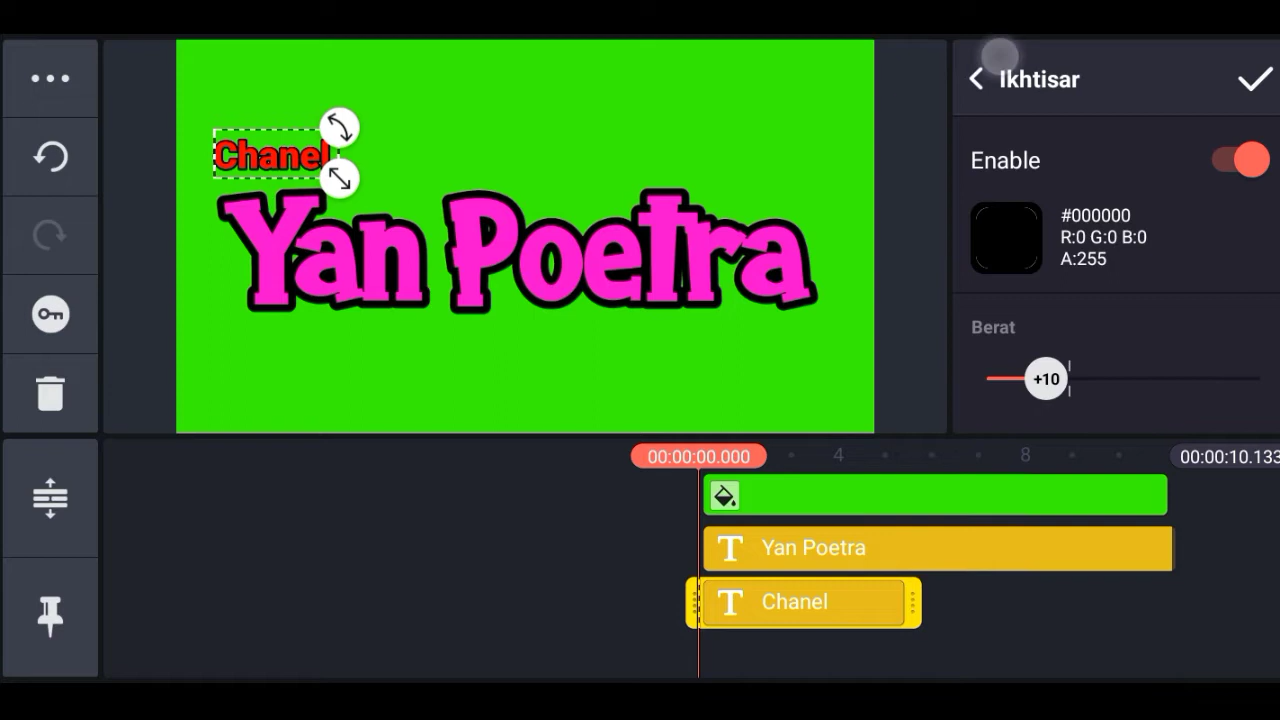 Ikhtisar
Chanel
Yan Poetra
Enable
#000000
R:0 G:0 B:0
A:255
Berat
+10
00:00:00.000
4
8
00:00:10.133
Yan Poetra
Chanel